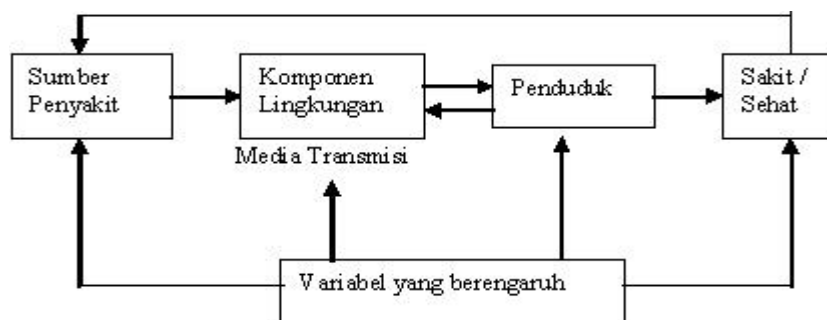 Sumber
Penyakit
Komponen
Lingkungan
Penduduk
Sakit /
Sehat
Media Transmisi
Variabel yang berengaruh